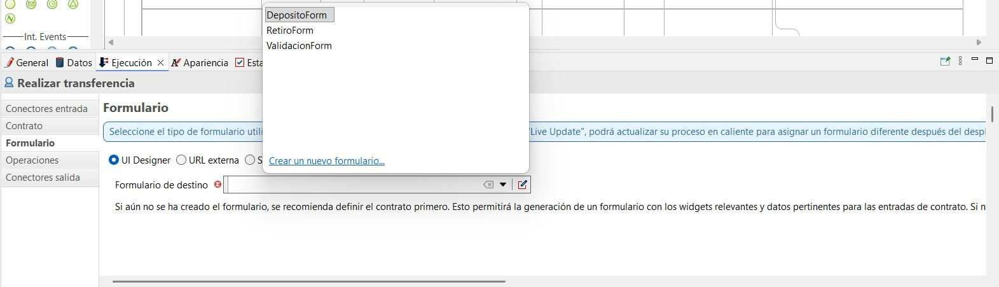 DepositoForm
RetiroForm
ValidacionForm
Crear un nuevo formulario...
Int. Events
General
Datos
Ejecución
Apariencia
Esta
Realizar transferencia
Conectores entrada
Contrato
Formulario
Operaciones
Conectores salida
Formulario
Seleccione el tipo de formulario utili
"Live Update", podrá actualizar su proceso en caliente para asignar un formulario diferente después del despl
UI Designer
URL externa
S
Formulario de destino
Si aún no se ha creado el formulario, se recomienda definir el contrato primero. Esto permitirá la generación de un formulario con los widgets relevantes y datos pertinentes para las entradas de contrato. Si n